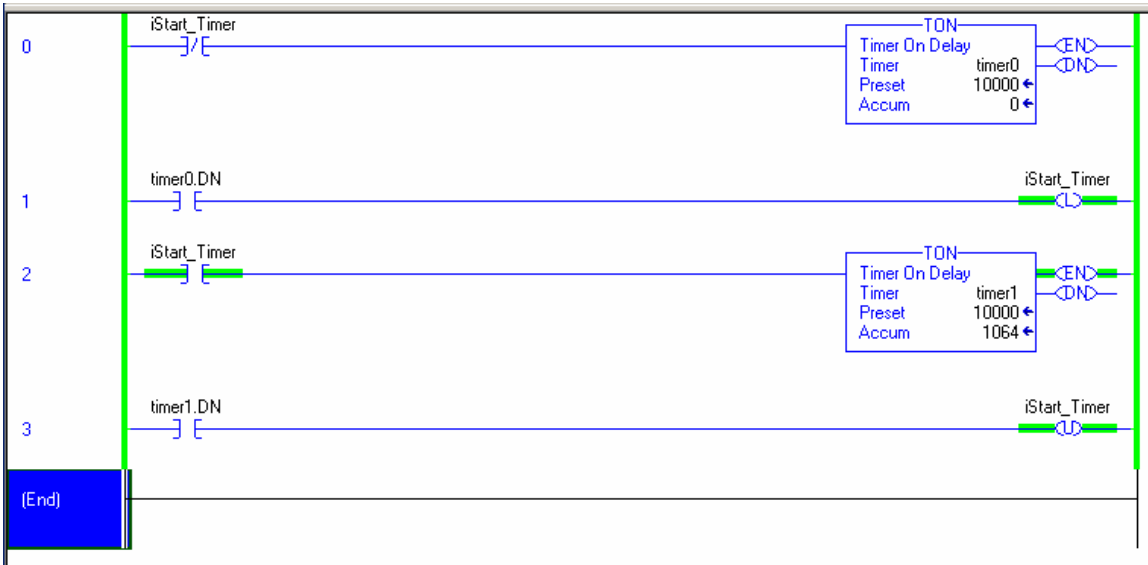 iStart_Timer
0
TON
Timer On Delay
Timer timer0
Preset 10000
Accum 0
EN
DN
timer0.DN
iStart_Timer
1
L
iStart_Timer
2
TON
Timer On Delay
Timer timer1
Preset 10000
Accum 1064
EN
DN
timer1.DN
iStart_Timer
3
U
(End)